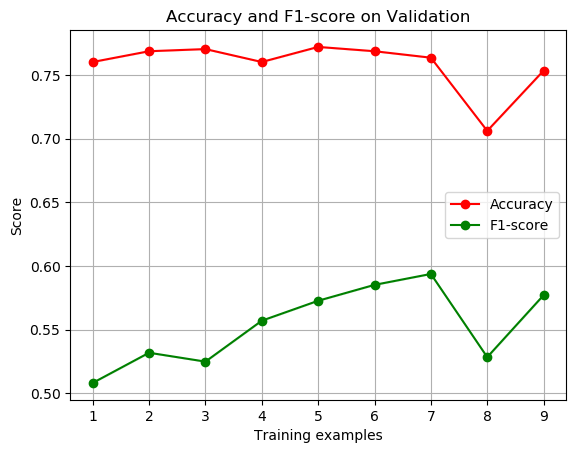 Accuracy and F1-score on Validation
Score
0.75
0.70
0.65
0.60
0.55
0.50
Accuracy
F1-score
1 2 3 4 5 6 7 8 9
Training examples